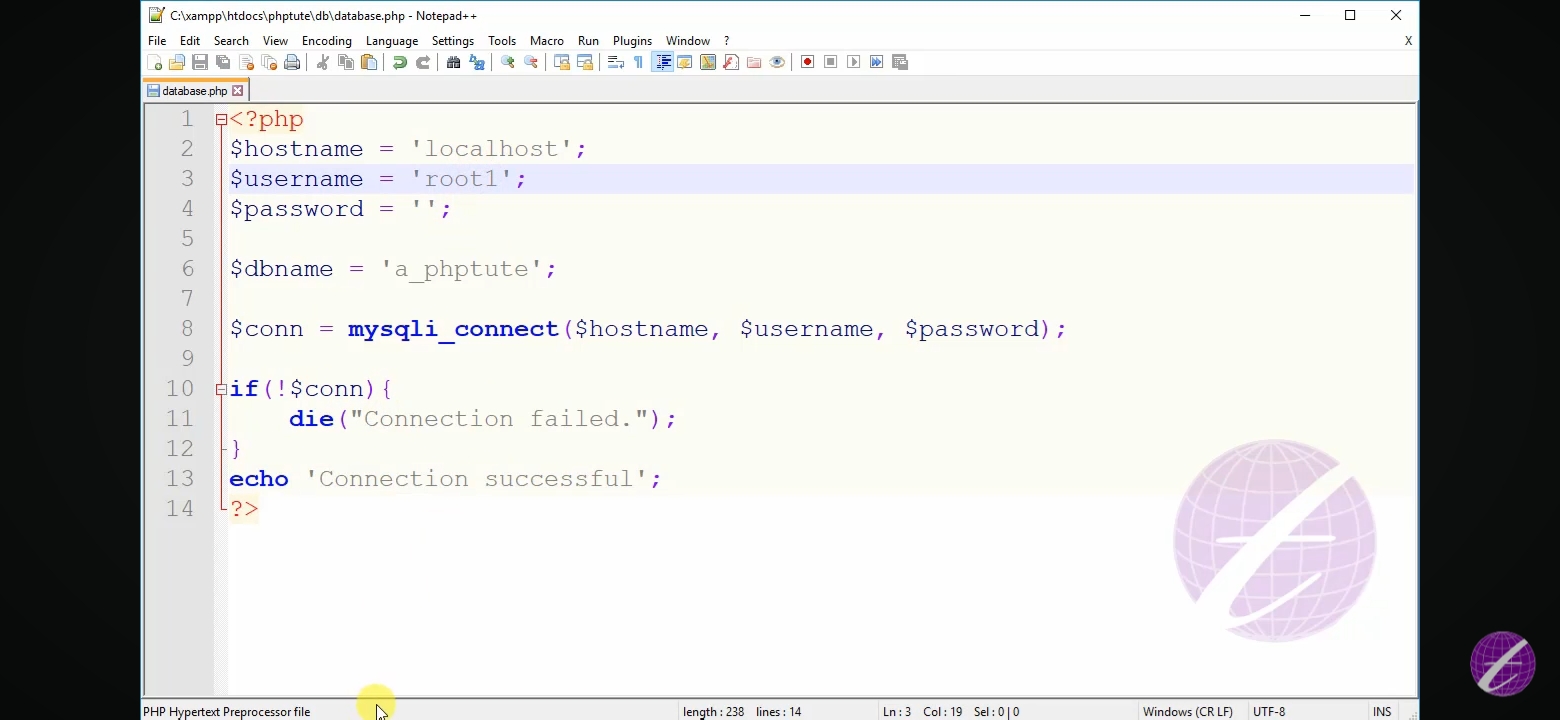 C:\xampp\htdocs\phptute\db\database.php - Notepad++
File Edit Search View Encoding Language Settings Tools Macro Run Plugins Window ? X
database.php
1 <?php
2 $hostname = 'localhost';
3 $username = 'root1';
4 $password = '';
5
6 $dbname = 'a_phptute';
7
8 $conn = mysqli_connect($hostname, $username, $password);
9
10 if(!$conn){
11 die("Connection failed.");
12 }
13 echo 'Connection successful';
14 ?>
PHP Hypertext Preprocessor file length : 238 lines : 14 Ln : 3 Col : 19 Sel : 0 | 0 Windows (CR LF) UTF-8 INS